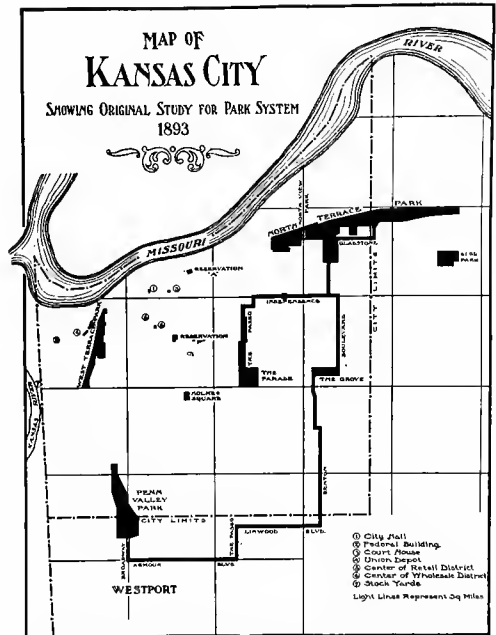 MAP OF
KANSAS CITY
SHOWING ORIGINAL STUDY FOR PARK SYSTEM
1893
RIVER
MISSOURI
NORTH TERRACE PARK
GLADSTONE
CITY LIMITS
RESERVATION
"A"
INDEPENDENCE
BOULEVARD
WEST TERRACE PARK
RESERVATION
THE PASEO
THE
PARADE
THE GROVE
HOLMES
SQUARE
KANSAS RIVER
BENTON
PENN
VALLEY
PARK
CITY LIMITS
LINWOOD BLVD.
THE PASEO
BROADWAY
ARMOUR BLVD.
WESTPORT
① City Hall
② Federal Building
③ Court House
④ Union Depot
⑤ Center of Retail District
⑥ Center of Wholesale District
⑦ Stock Yards
Light Lines Represent Sq Miles